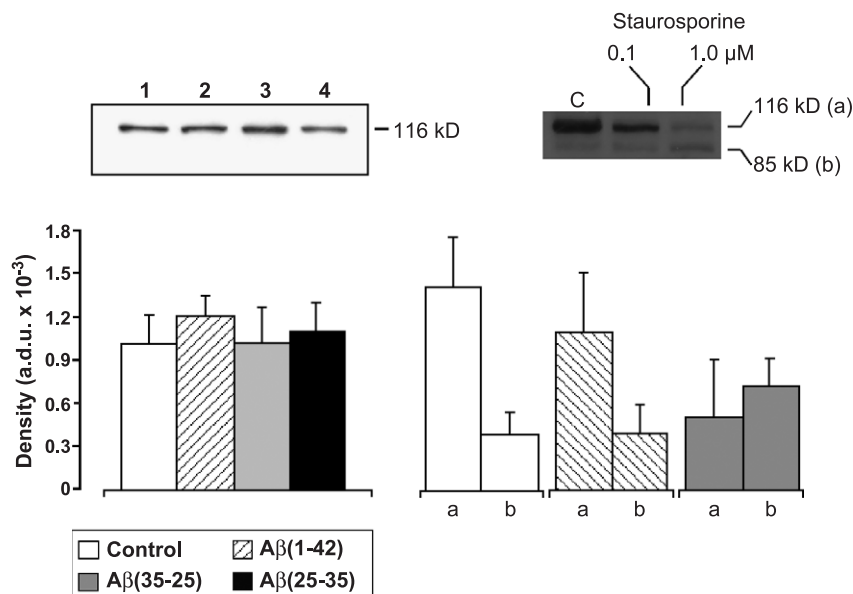 Staurosporine
0.1 1.0 µM
1 2 3 4
C
116 kD
116 kD (a)
85 kD (b)
Density (a.d.u. x 10⁻³)
1.8
1.5
1.2
0.9
0.6
0.3
0
a b a b a b
Control Aβ(1-42)
Aβ(35-25) Aβ(25-35)